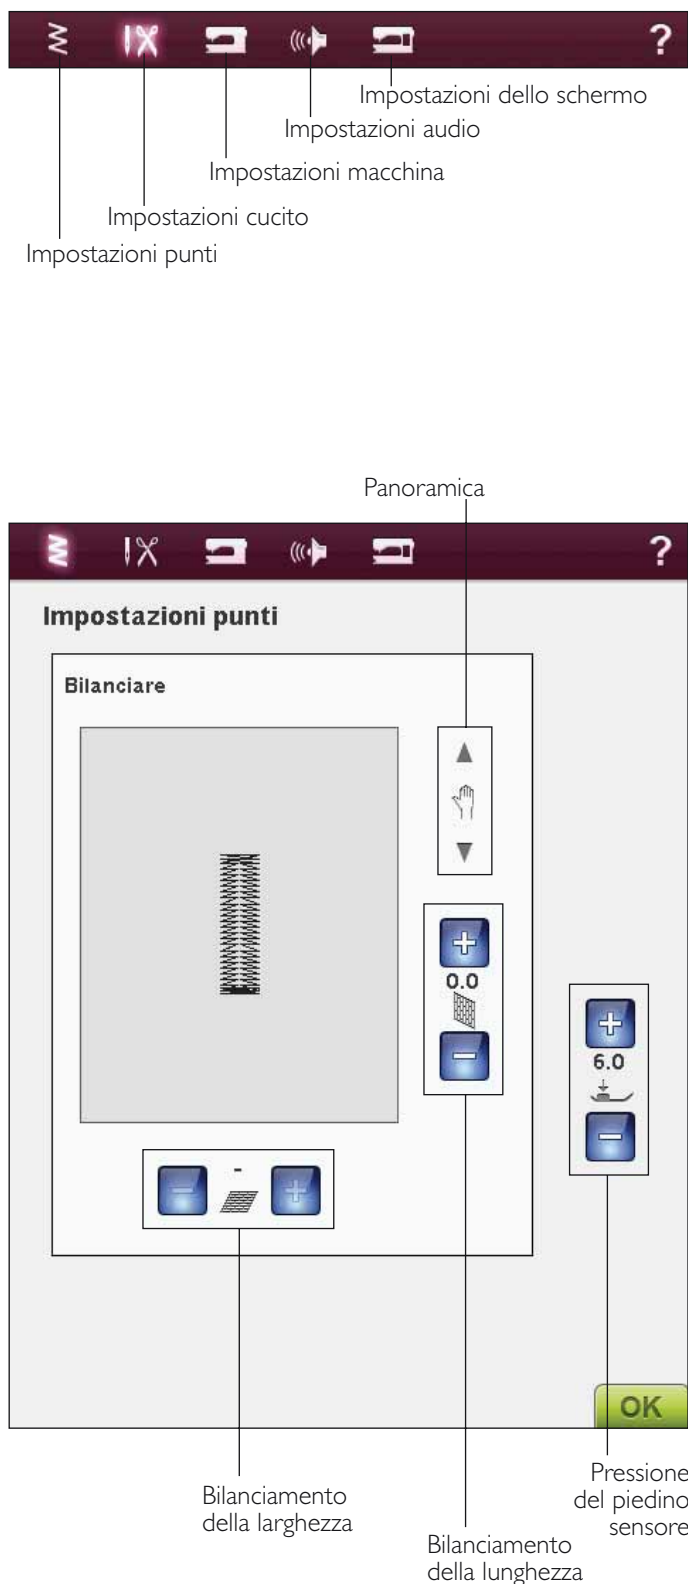 ?
Impostazioni dello schermo
Impostazioni audio
Impostazioni macchina
Impostazioni cucito
Impostazioni punti
Panoramica
?
Impostazioni punti
Bilanciare
0.0
6.0
-
OK
Bilanciamento
della larghezza
Bilanciamento
della lunghezza
Pressione
del piedino
sensore